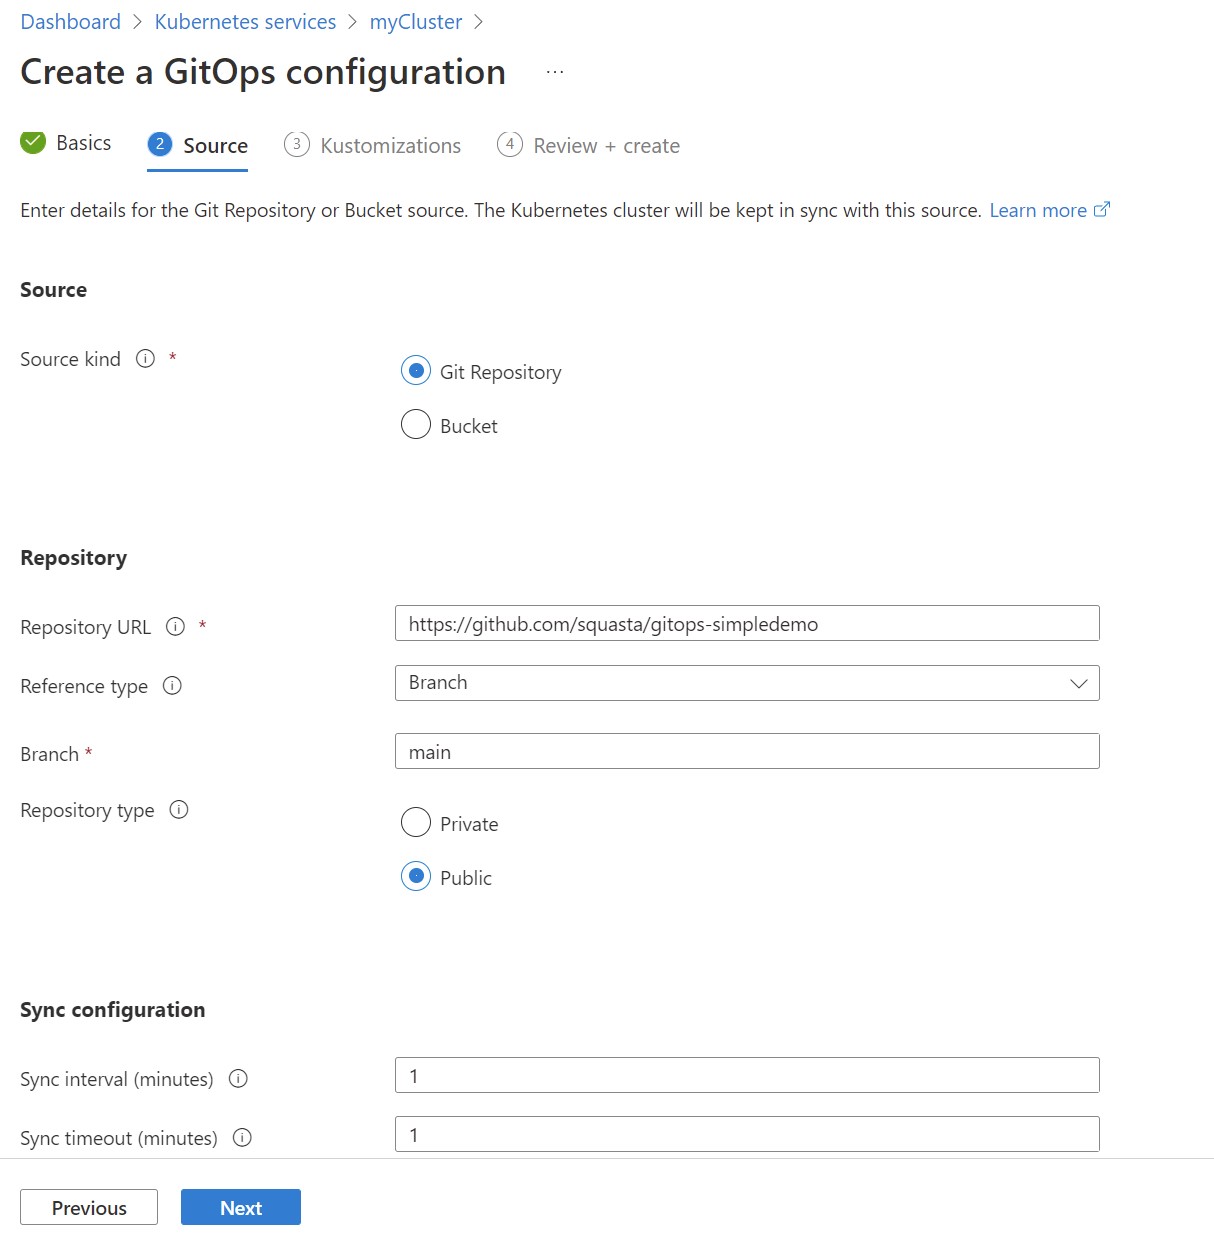 Dashboard > Kubernetes services > myCluster >
Create a GitOps configuration ...
Basics 2 Source 3 Kustomizations 4 Review + create
Enter details for the Git Repository or Bucket source. The Kubernetes cluster will be kept in sync with this source. Learn more
Source
Source kind *
Git Repository
Bucket
Repository
Repository URL * https://github.com/squasta/gitops-simpledemo
Reference type Branch
Branch * main
Repository type
Private
Public
Sync configuration
Sync interval (minutes) 1
Sync timeout (minutes) 1
Previous Next